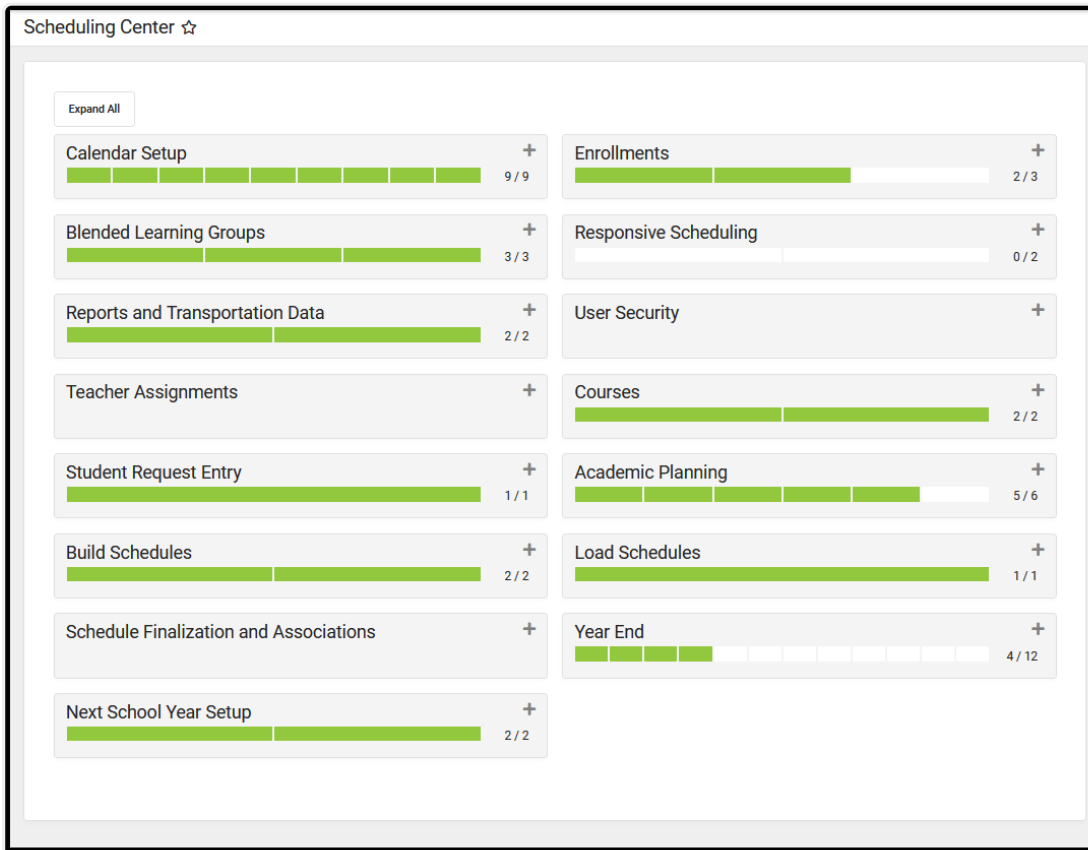 Scheduling Center
Expand All
Calendar Setup
9 / 9
Enrollments
2 / 3
Blended Learning Groups
3 / 3
Responsive Scheduling
0 / 2
Reports and Transportation Data
2 / 2
User Security
Teacher Assignments
Courses
2 / 2
Student Request Entry
1 / 1
Academic Planning
5 / 6
Build Schedules
2 / 2
Load Schedules
1 / 1
Schedule Finalization and Associations
Year End
4 / 12
Next School Year Setup
2 / 2